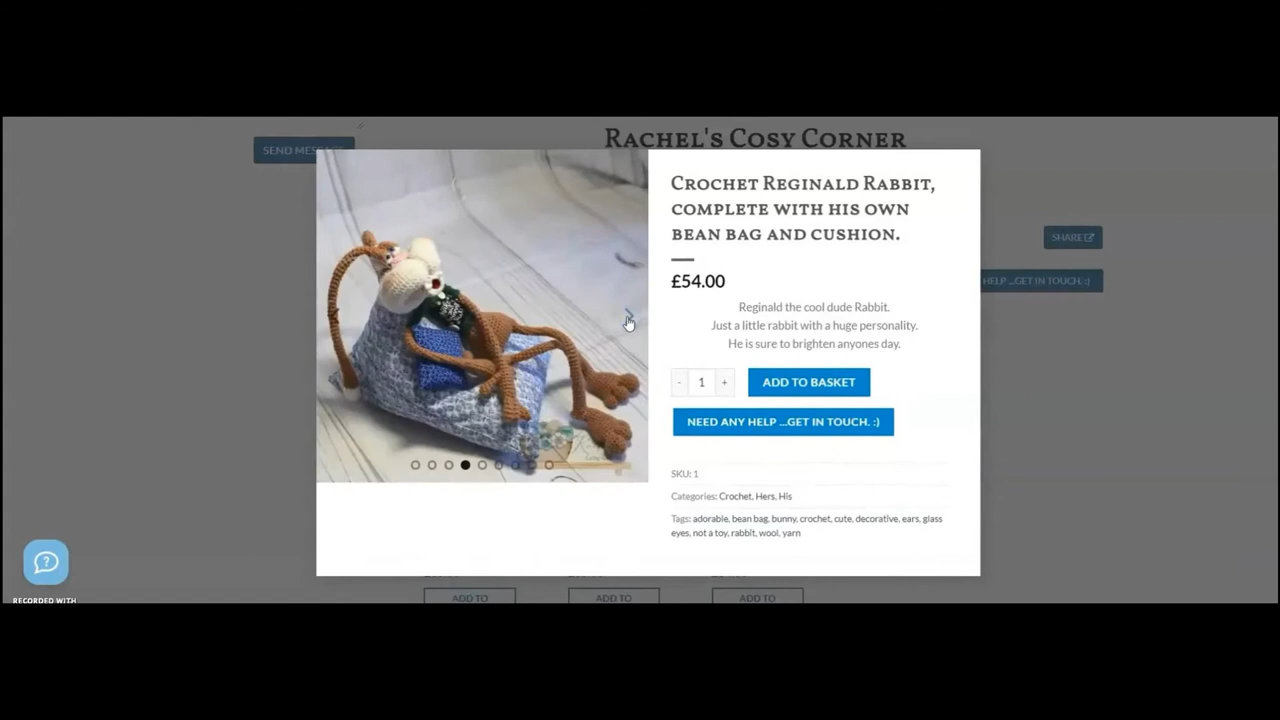 RACHEL'S COSY CORNER
CROCHET REGINALD RABBIT,
COMPLETE WITH HIS OWN
BEAN BAG AND CUSHION.
£54.00
Reginald the cool dude Rabbit.
Just a little rabbit with a huge personality.
He is sure to brighten anyones day.
- 1 +
ADD TO BASKET
NEED ANY HELP ...GET IN TOUCH. :)
SKU: 1
Categories: Crochet, Hers, His
Tags: adorable, bean bag, bunny, crochet, cute, decorative, ears, glass
eyes, not a toy, rabbit, wool, yarn
SEND MESSAGE
SHARE
HELP ...GET IN TOUCH. :)
RECORDED WITH
ADD TO
ADD TO
ADD TO